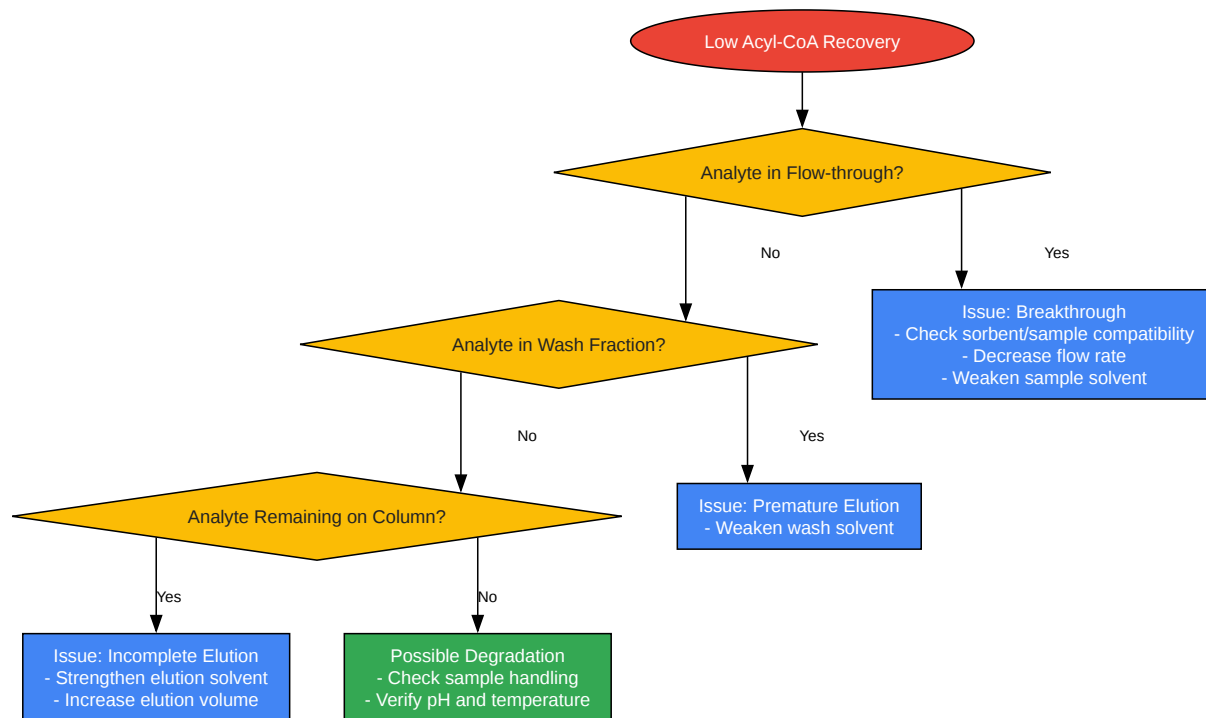 Low Acyl-CoA Recovery
Analyte in Flow-through?
No
Yes
Issue: Breakthrough
- Check sorbent/sample compatibility
- Decrease flow rate
- Weaken sample solvent
Analyte in Wash Fraction?
No
Yes
Issue: Premature Elution
- Weaken wash solvent
Analyte Remaining on Column?
Yes
No
Issue: Incomplete Elution
- Strengthen elution solvent
- Increase elution volume
Possible Degradation
- Check sample handling
- Verify pH and temperature